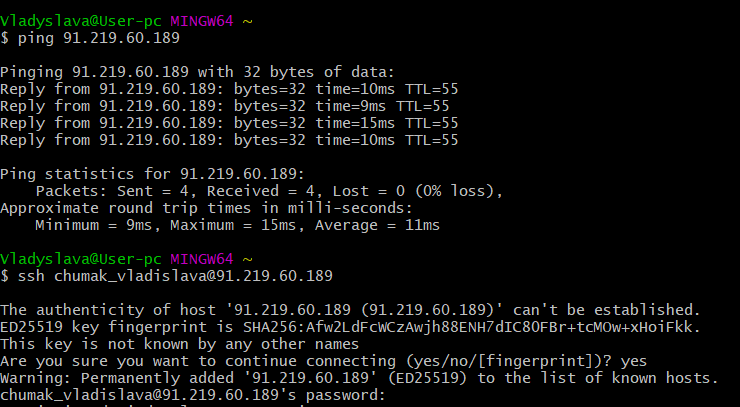 Vladyslava@User-pc MINGW64 ~
$ ping 91.219.60.189
Pinging 91.219.60.189 with 32 bytes of data:
Reply from 91.219.60.189: bytes=32 time=10ms TTL=55
Reply from 91.219.60.189: bytes=32 time=9ms TTL=55
Reply from 91.219.60.189: bytes=32 time=15ms TTL=55
Reply from 91.219.60.189: bytes=32 time=10ms TTL=55
Ping statistics for 91.219.60.189:
    Packets: Sent = 4, Received = 4, Lost = 0 (0% loss),
Approximate round trip times in milli-seconds:
    Minimum = 9ms, Maximum = 15ms, Average = 11ms
Vladyslava@User-pc MINGW64 ~
$ ssh chumak_vladislava@91.219.60.189
The authenticity of host '91.219.60.189 (91.219.60.189)' can't be established.
ED25519 key fingerprint is SHA256:Afw2LdFcWCzAwjh88ENH7dIC8OFBr+tcMOw+xHoiFkk.
This key is not known by any other names
Are you sure you want to continue connecting (yes/no/[fingerprint])? yes
Warning: Permanently added '91.219.60.189' (ED25519) to the list of known hosts.
chumak_vladislava@91.219.60.189's password: